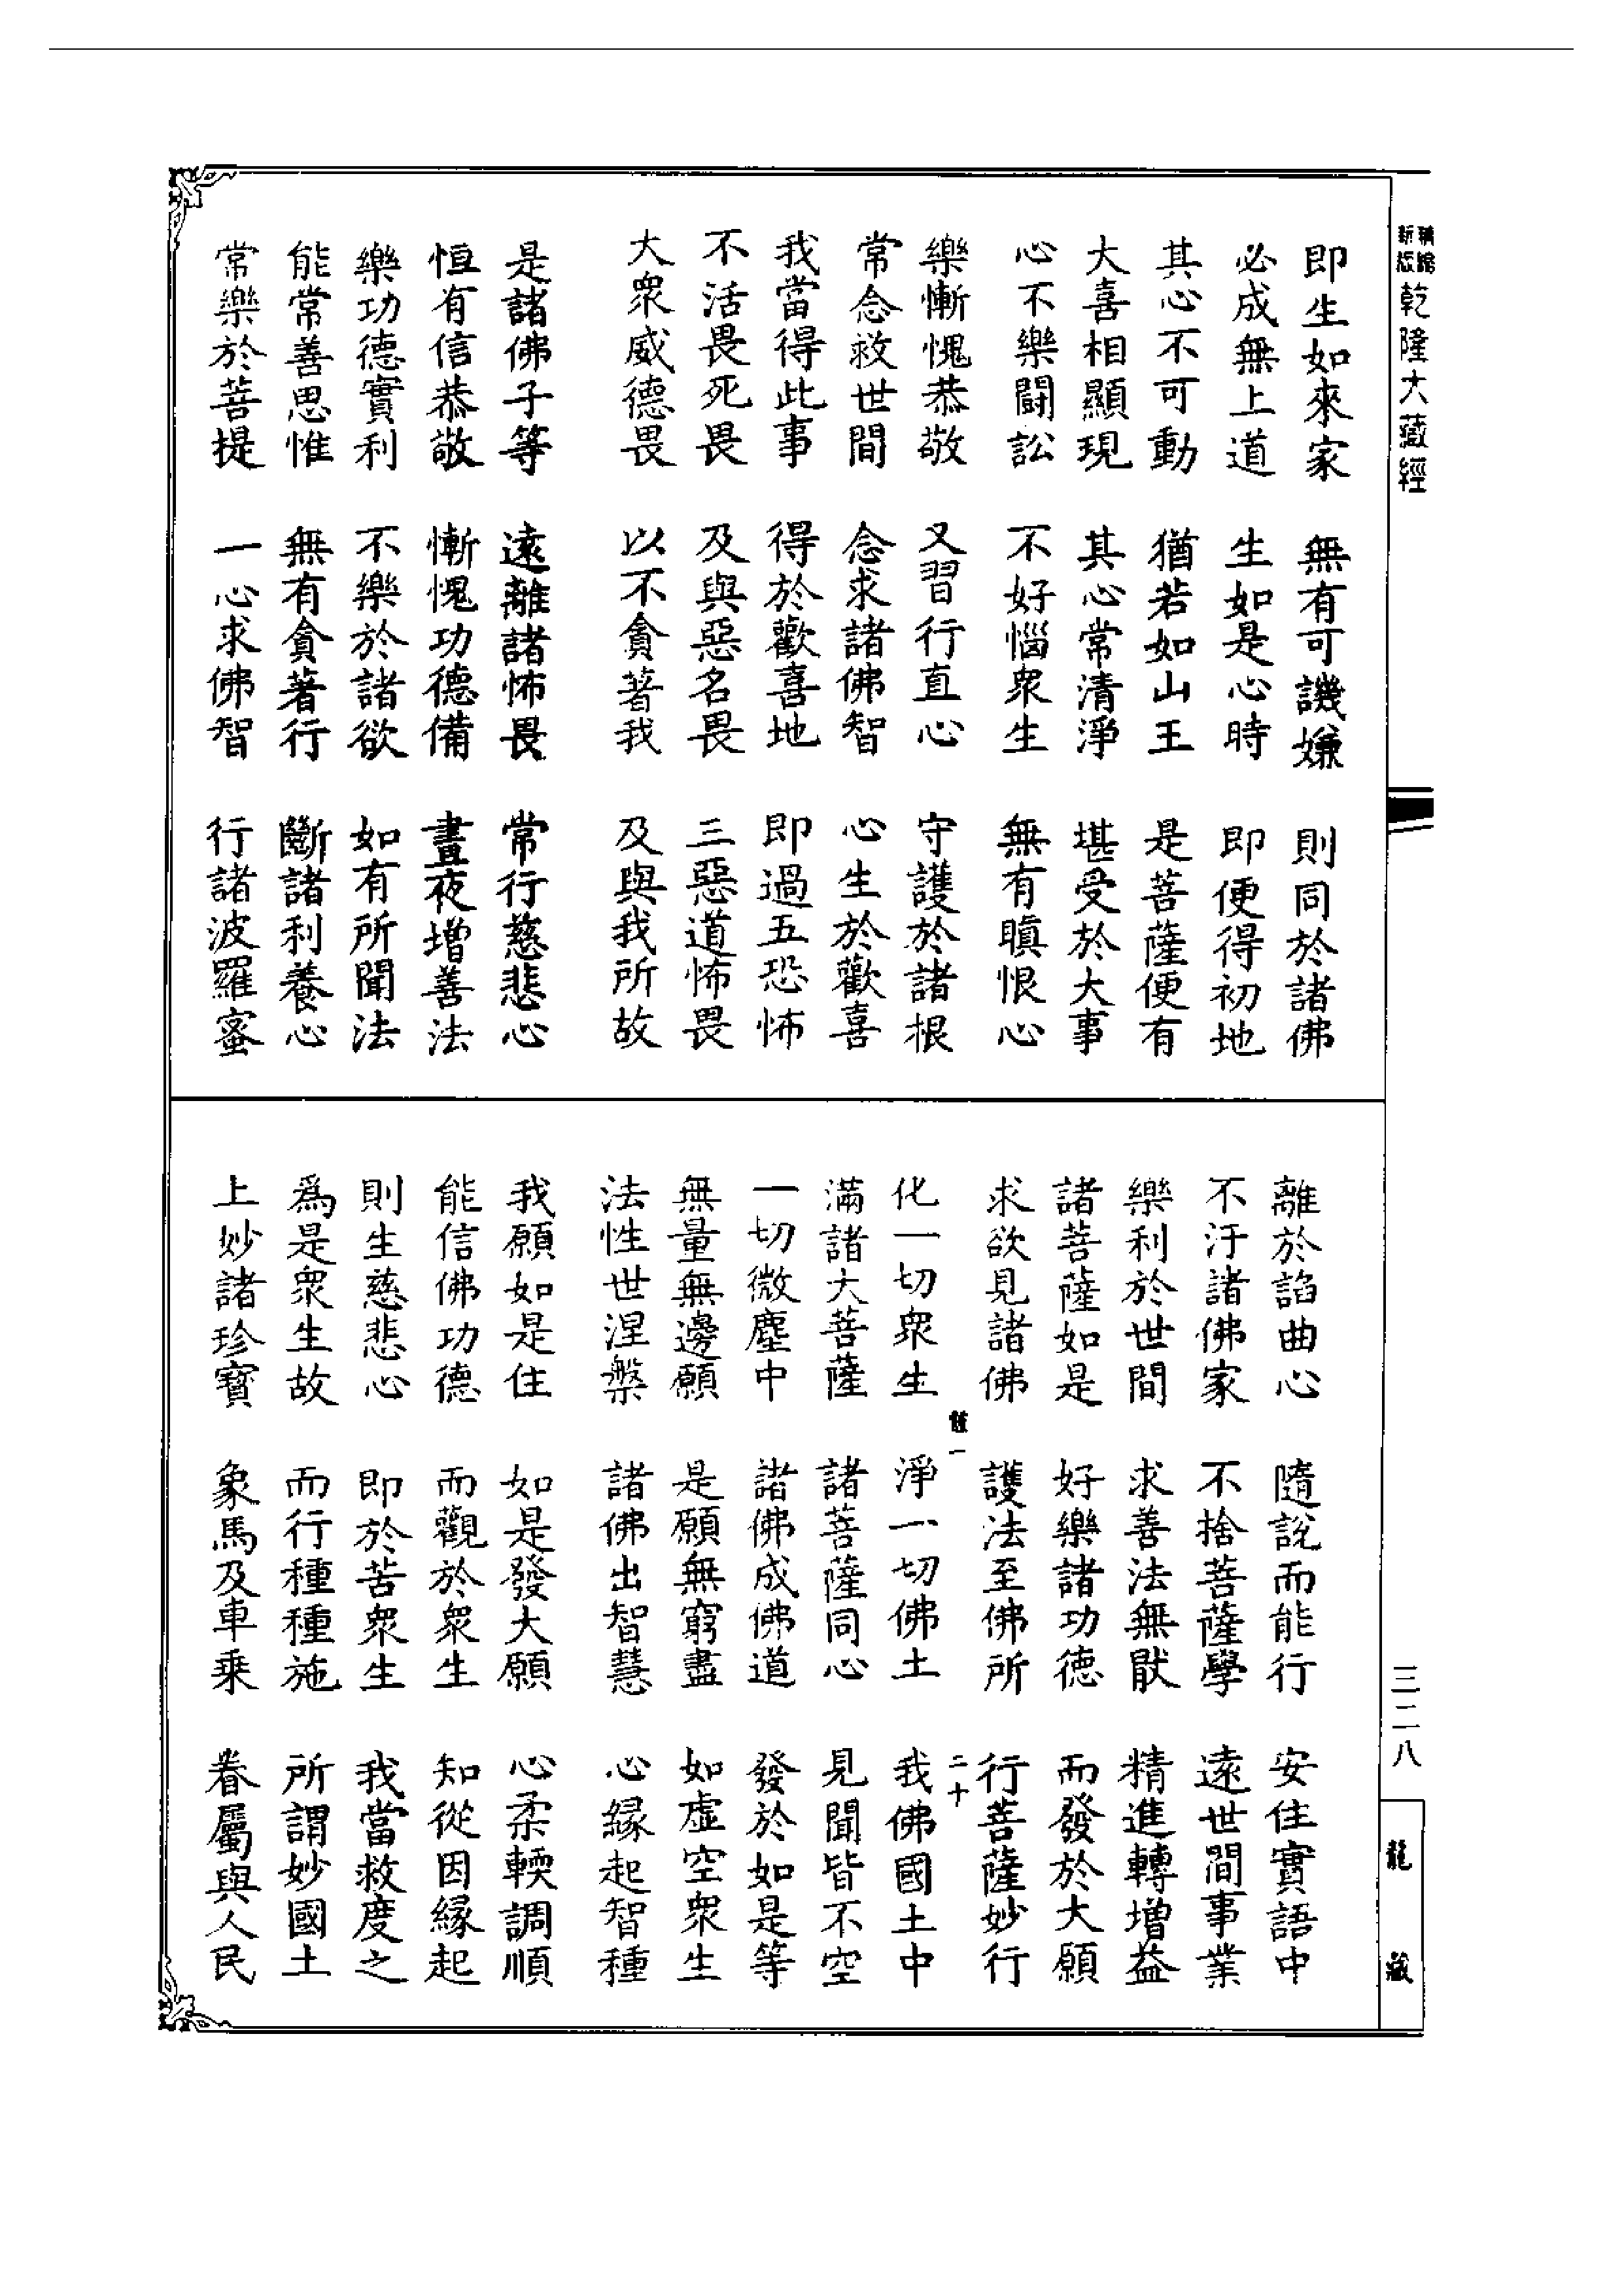 新版
精縮
乾隆大藏經
即生如來家 無有可譏嫌 則同於諸佛
必成無上道 生如是心時 即便得初地
其心不可動 猶若如山王 是菩薩便有
大喜相顯現 其心常清淨 堪受於大事
心不樂鬪訟 不好惱衆生 無有瞋恨心
樂慚愧恭敬 又習行直心 守護於諸根
常念救世間 念求諸佛智 心生於歡喜
我當得此事 得於歡喜地 即過五恐怖
不活畏死畏 及與惡名畏 三惡道怖畏
大衆威德畏 以不貪著我 及與我所故
是諸佛子等 遠離諸怖畏 常行慈悲心
恒有信恭敬 慚愧功德備 晝夜增善法
樂功德實利 不樂於諸欲 如有所聞法
能常善思惟 無有貪著行 斷諸利養心
常樂於菩提 一心求佛智 行諸波羅蜜
離於諂曲心 隨說而能行 安住實語中
不汙諸佛家 不捨菩薩學 遠世間事業
樂利於世間 求善法無猒 精進轉增益
諸菩薩如是 好樂諸功德 而發於大願
求欲見諸佛 護法至佛所 行菩薩妙行
二十
化一切衆生 淨一切佛土 我佛國土中
滿諸大菩薩 諸菩薩同心 見聞皆不空
一切微塵中 諸佛成佛道 發於如是等
無量無邊願 是願無窮盡 如虛空衆生
法性世涅槃 諸佛出智慧 心緣起智種
我願如是住 如是發大願 心柔輭調順
能信佛功德 而觀於衆生 知從因緣起
則生慈悲心 即於苦衆生 我當救度之
爲是衆生故 而行種種施 所謂妙國土
上妙諸珍寶 象馬及車乘 眷屬與人民
三二八
龍藏